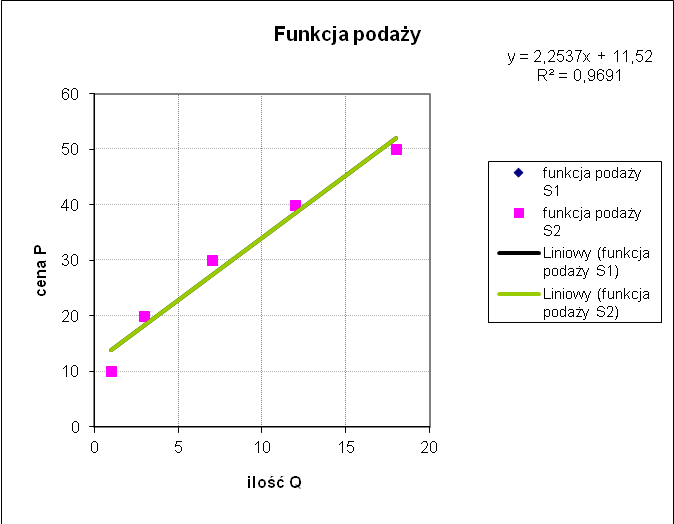 Funkcja podaży
y = 2,2537x + 11,52
R² = 0,9691
60
50
40
30
20
10
0
cena P
0 5 10 15 20
ilość Q
funkcja podaży
S1
funkcja podaży
S2
Liniowy (funkcja
podaży S1)
Liniowy (funkcja
podaży S2)